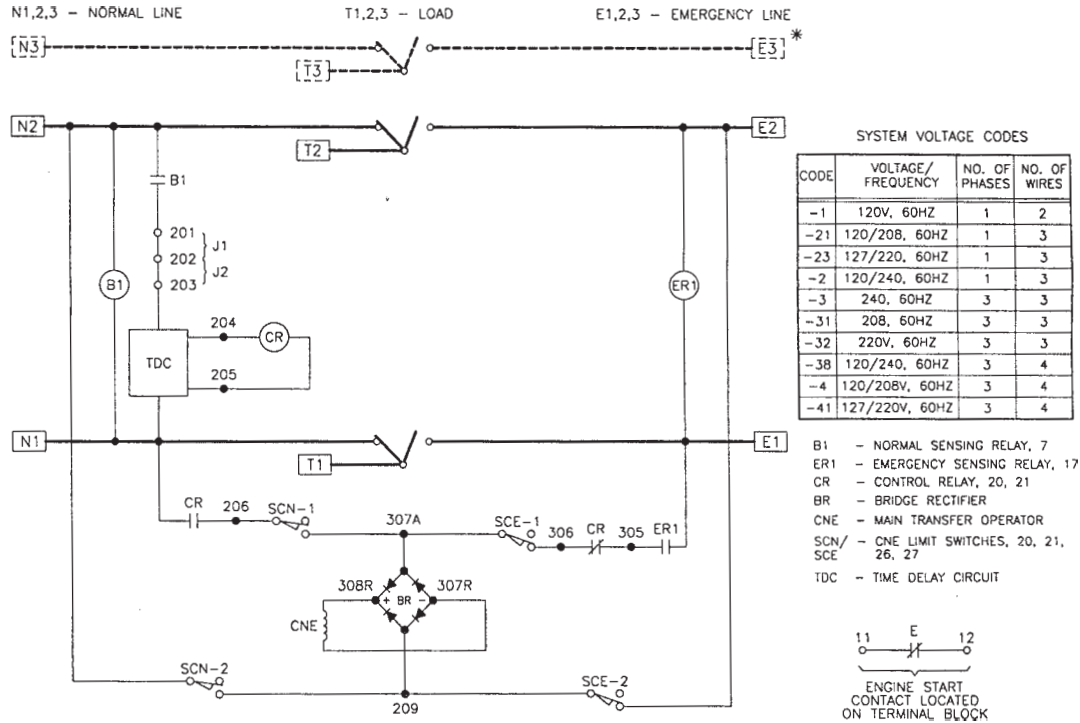 N1,2,3 – NORMAL LINE
T1,2,3 – LOAD
E1,2,3 – EMERGENCY LINE
N3
T3
E3
*
N2
T2
E2
B1
201
202
203
J1
J2
B1
ER1
204
CR
TDC
205
N1
T1
E1
CR
206
SCN-1
307A
SCE-1
306
CR
305
ER1
308R
+ BR –
307R
CNE
SCN-2
209
SCE-2
SYSTEM VOLTAGE CODES
CODE VOLTAGE/ FREQUENCY NO. OF PHASES NO. OF WIRES
-1 120V, 60HZ 1 2
-21 120/208, 60HZ 1 3
-23 127/220, 60HZ 1 3
-2 120/240, 60HZ 1 3
-3 240, 60HZ 3 3
-31 208, 60HZ 3 3
-32 220V, 60HZ 3 3
-38 120/240, 60HZ 3 4
-4 120/208V, 60HZ 3 4
-41 127/220V, 60HZ 3 4
B1 – NORMAL SENSING RELAY, 7
ER1 – EMERGENCY SENSING RELAY, 17
CR – CONTROL RELAY, 20, 21
BR – BRIDGE RECTIFIER
CNE – MAIN TRANSFER OPERATOR
SCN/ – CNE LIMIT SWITCHES, 20, 21,
SCE 26, 27
TDC – TIME DELAY CIRCUIT
11 E 12
ENGINE START
CONTACT LOCATED
ON TERMINAL BLOCK